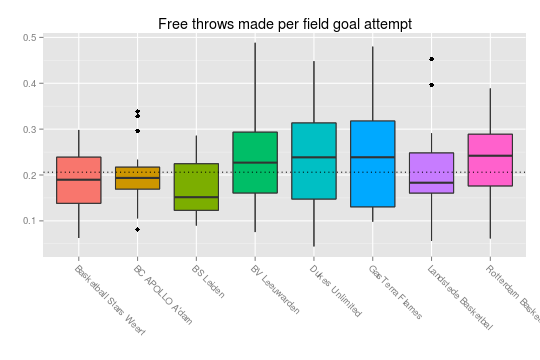 Free throws made per field goal attempt
0.5
0.4
0.3
0.2
0.1
Basketball Stars Weert
BC APOLLO A'dam
BS Leiden
BV Leeuwarden
Dukes Unlimited
GasTerra Flames
Landstede Basketbal
Rotterdam Baske